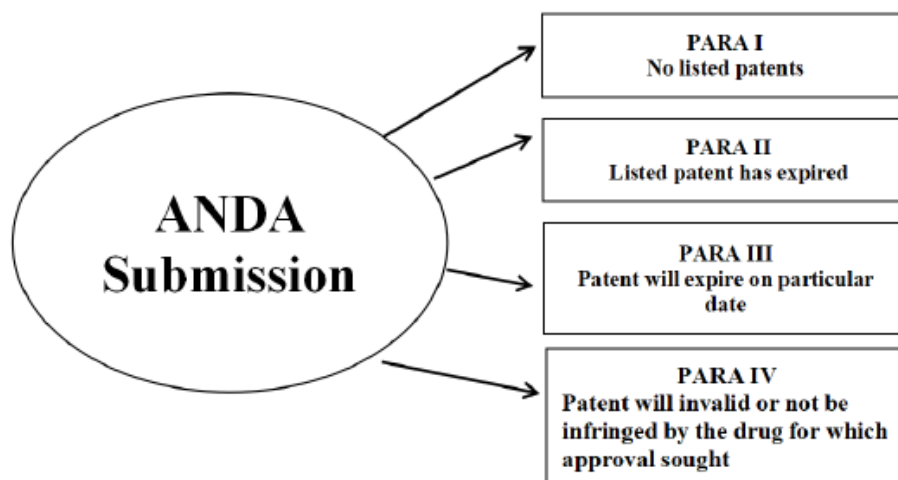 ANDA
Submission
PARA I
No listed patents
PARA II
Listed patent has expired
PARA III
Patent will expire on particular
date
PARA IV
Patent will invalid or not be
infringed by the drug for which
approval sought